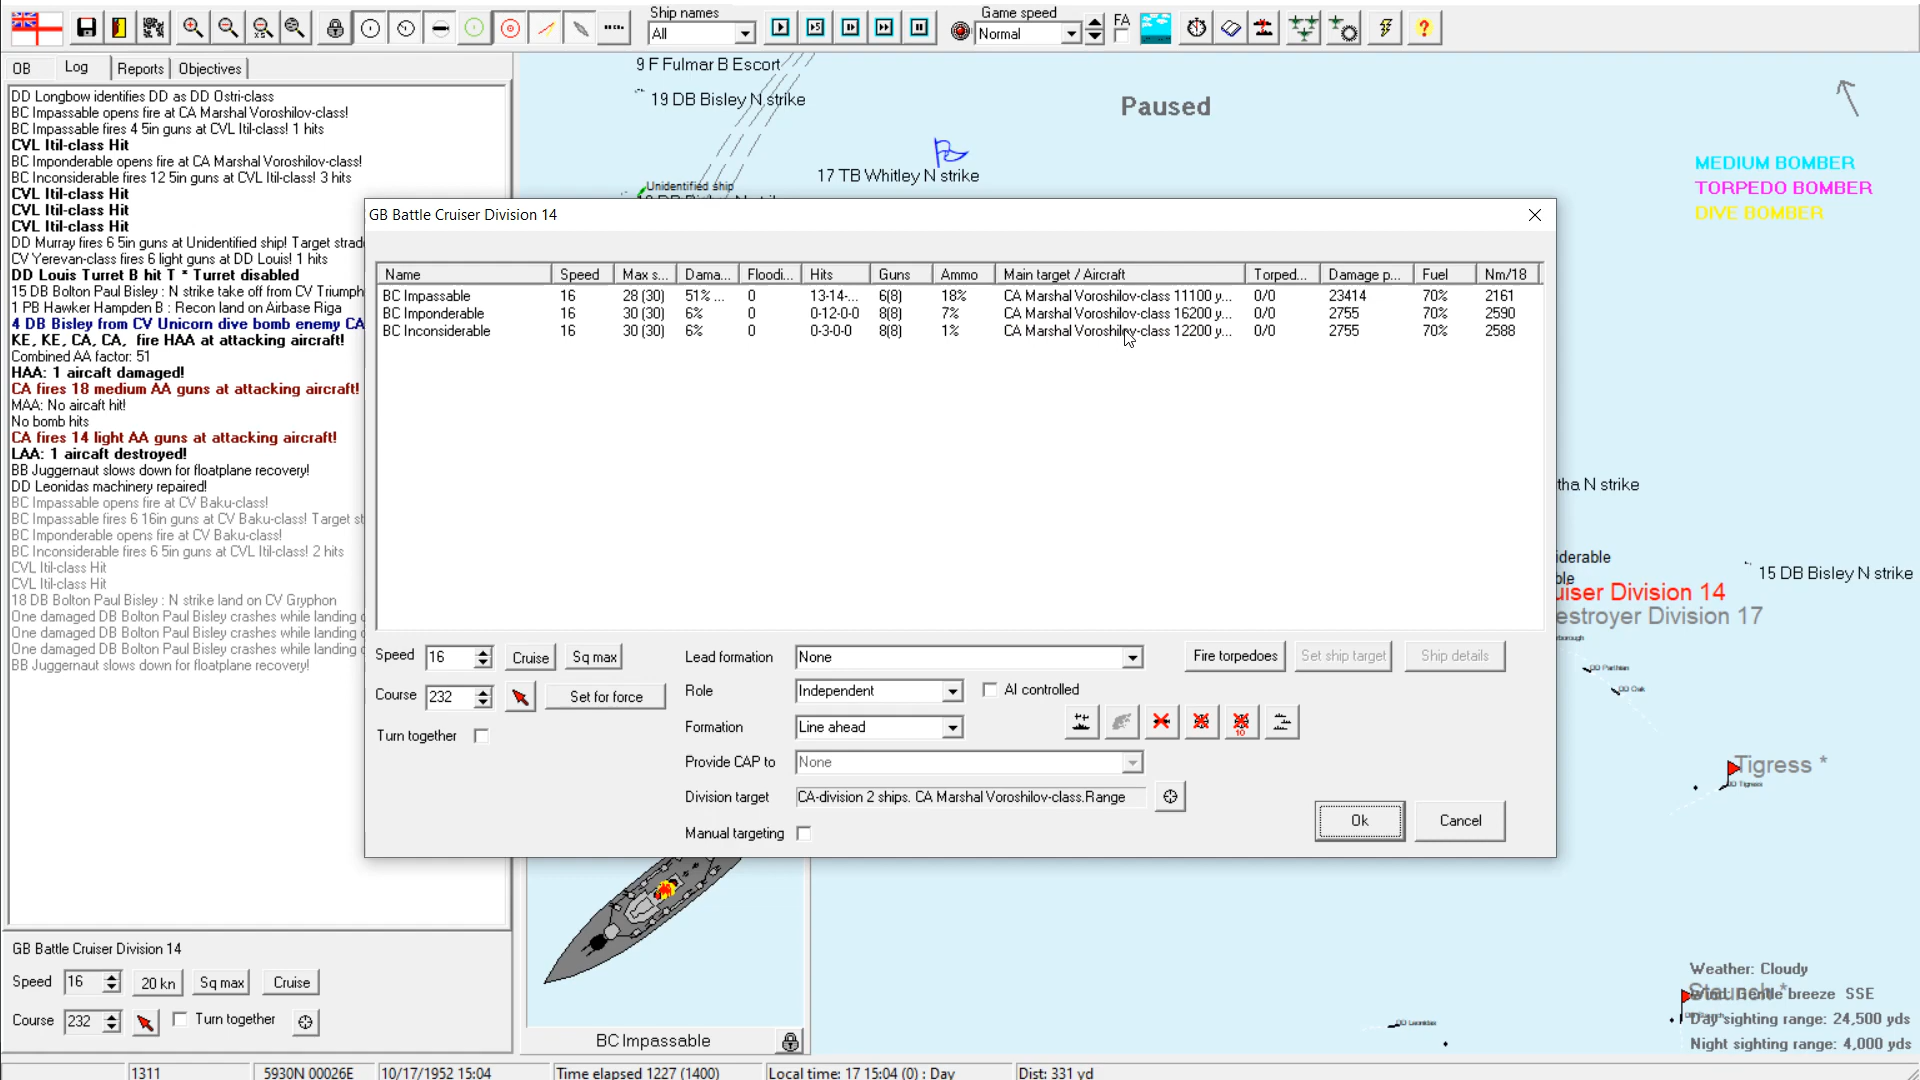 Ship names
All
Game speed
Normal
FA
OB
Log
Reports
Objectives
DD Longbow identifies DD as DD Ostri-class
BC Impassable opens fire at CA Marshal Voroshilov-class!
BC Impassable fires 4 5in guns at CVL Itil-class! 1 hits
CVL Itil-class Hit
BC Imponderable opens fire at CA Marshal Voroshilov-class!
BC Inconsiderable fires 12 5in guns at CVL Itil-class! 3 hits
CVL Itil-class Hit
CVL Itil-class Hit
CVL Itil-class Hit
DD Murray fires 6 5in guns at Unidentified ship! Target strad
CV Yerevan-class fires 6 light guns at DD Louis! 1 hits
DD Louis Turret B hit T * Turret disabled
15 DB Bolton Paul Bisley : N strike take off from CV Triumph
1 PB Hawker Hampden B : Recon land on Airbase Riga
4 DB Bisley from CV Unicorn dive bomb enemy CA
KE, KE, CA, CA,  fire HAA at attacking aircraft!
Combined AA factor: 51
HAA: 1 aircaft damaged!
CA fires 18 medium AA guns at attacking aircraft!
MAA: No aircaft hit!
No bomb hits
CA fires 14 light AA guns at attacking aircraft!
LAA: 1 aircaft destroyed!
BB Juggernaut slows down for floatplane recovery!
DD Leonidas machinery repaired!
BC Impassable opens fire at CV Baku-class!
BC Impassable fires 6 16in guns at CV Baku-class! Target st
BC Imponderable opens fire at CV Baku-class!
BC Inconsiderable fires 6 5in guns at CVL Itil-class! 2 hits
CVL Itil-class Hit
CVL Itil-class Hit
18 DB Bolton Paul Bisley : N strike land on CV Gryphon
One damaged DB Bolton Paul Bisley crashes while landing
One damaged DB Bolton Paul Bisley crashes while landing
One damaged DB Bolton Paul Bisley crashes while landing
BB Juggernaut slows down for floatplane recovery!
9 F Fulmar B Escort
19 DB Bisley N strike
17 TB Whitley N strike
Unidentified ship
Paused
MEDIUM BOMBER
TORPEDO BOMBER
DIVE BOMBER
GB Battle Cruiser Division 14
Name Speed Max s... Dama... Floodi... Hits Guns Ammo Main target / Aircraft Torped... Damage p... Fuel Nm/18
BC Impassable 16 28 (30) 51% ... 0 13-14-... 6(8) 18% CA Marshal Voroshilov-class 11100 y... 0/0 23414 70% 2161
BC Imponderable 16 30 (30) 6% 0 0-12-0-0 8(8) 7% CA Marshal Voroshilov-class 16200 y... 0/0 2755 70% 2590
BC Inconsiderable 16 30 (30) 6% 0 0-3-0-0 8(8) 1% CA Marshal Voroshilov-class 12200 y... 0/0 2755 70% 2588
Speed 16 Cruise Sq max
Course 232 Set for force
Turn together
Lead formation None
Role Independent AI controlled
Formation Line ahead
Provide CAP to None
Division target CA-division 2 ships. CA Marshal Voroshilov-class.Range
Manual targeting
Fire torpedoes Set ship target Ship details
10
Ok Cancel
tha N strike
iderable
ble
15 DB Bisley N strike
uiser Division 14
estroyer Division 17
DD Parthian
DD Oak
Tigress *
DD Tigress
DD Leonidas
Weather: Cloudy
Staunch *
Wind: Gentle breeze  SSE
Day sighting range: 24,500 yds
Night sighting range: 4,000 yds
GB Battle Cruiser Division 14
Speed 16 20 kn Sq max Cruise
Course 232 Turn together
BC Impassable
1311 5930N 00026E 10/17/1952 15:04 Time elapsed 1227 (1400) Local time: 17 15:04 (0) : Day Dist: 331 yd